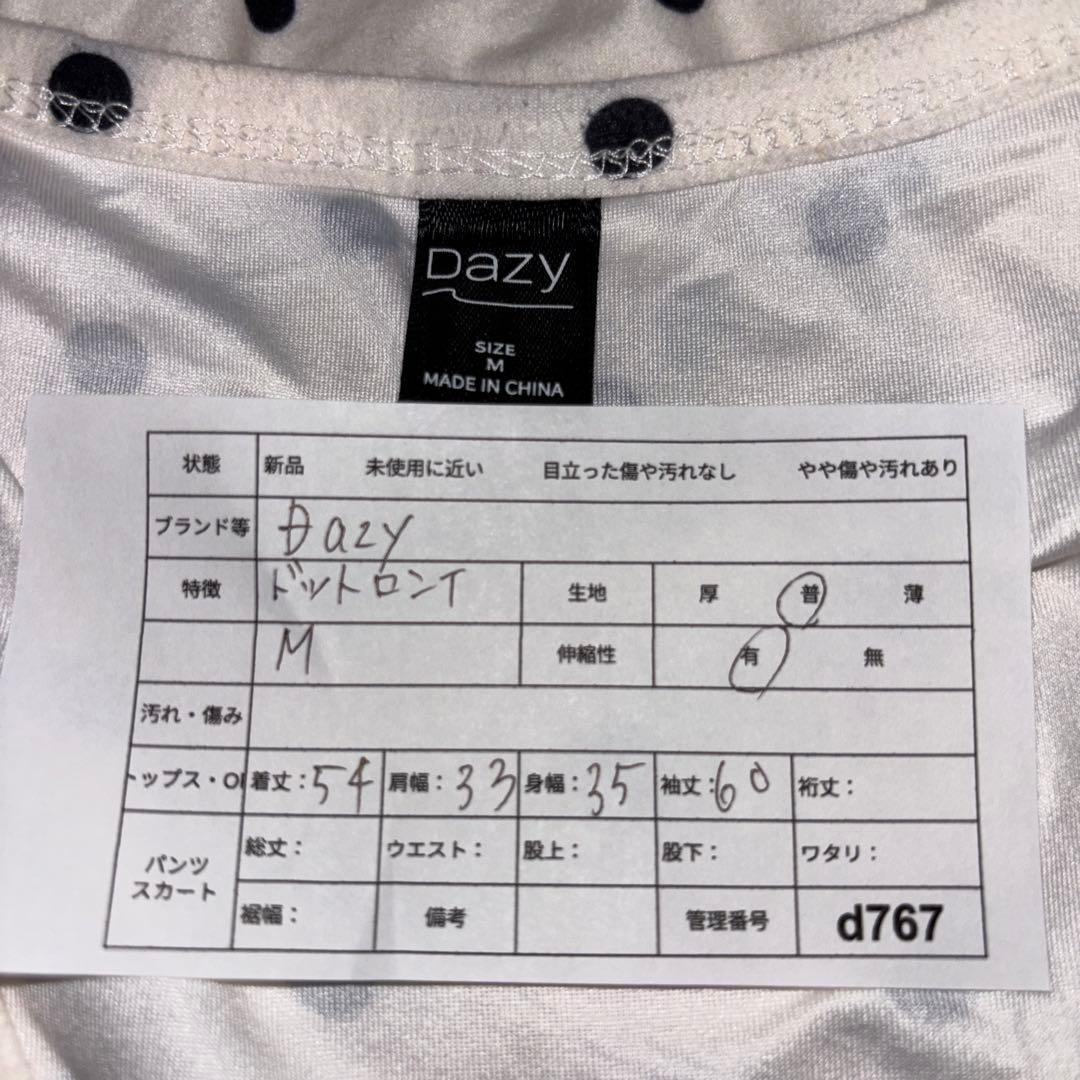 Dazy
SIZE
M
MADE IN CHINA
状態 新品 未使用に近い 目立った傷や汚れなし やや傷や汚れあり
ブランド等 Dazy
特徴 ドットロンT 生地 厚 普 薄
M 伸縮性 有 無
汚れ・傷み
トップス・OP 着丈:54 肩幅:33 身幅:35 袖丈:60 裄丈:
パンツ スカート 総丈: ウエスト: 股上: 股下: ワタリ:
裾幅: 備考 管理番号 d767